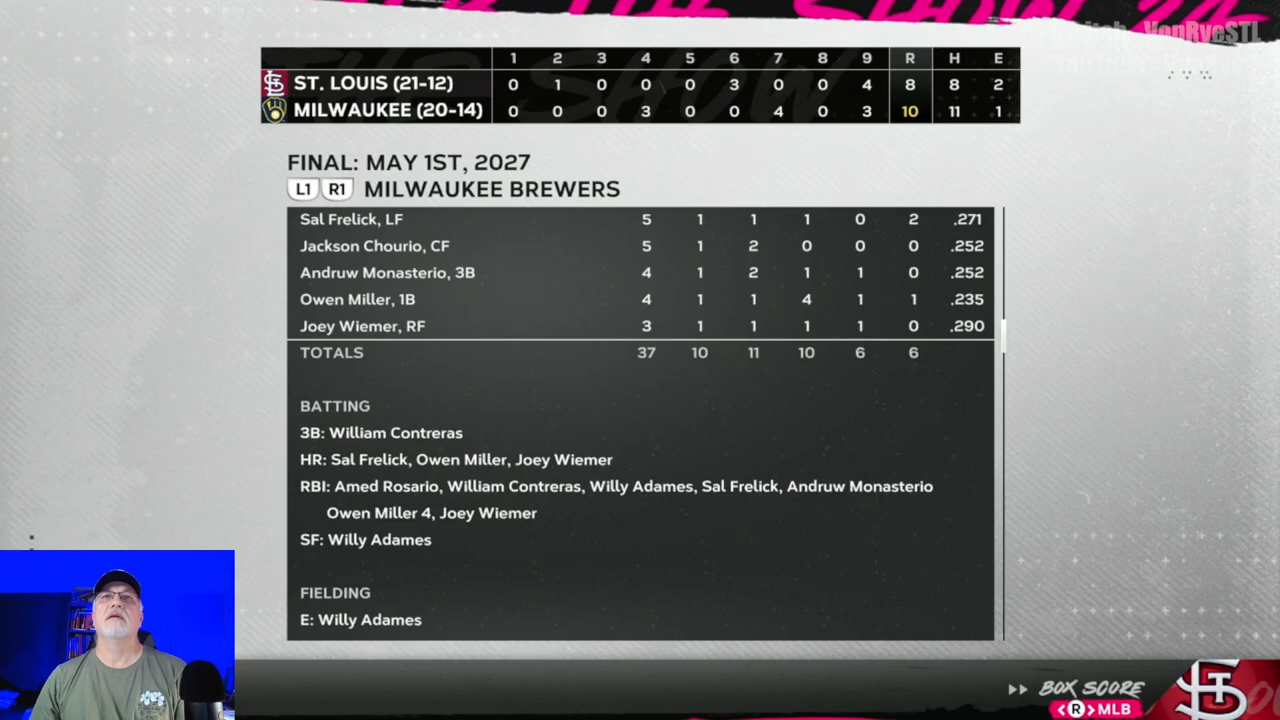 THE SHOW 24
Twitch VonRyeSTL
1 2 3 4 5 6 7 8 9 R H E
ST. LOUIS (21-12) 0 1 0 0 0 3 0 0 4 8 8 2
MILWAUKEE (20-14) 0 0 0 3 0 0 4 0 3 10 11 1
FINAL: MAY 1ST, 2027
L1 R1 MILWAUKEE BREWERS
Sal Frelick, LF 5 1 1 1 0 2 .271
Jackson Chourio, CF 5 1 2 0 0 0 .252
Andruw Monasterio, 3B 4 1 2 1 1 0 .252
Owen Miller, 1B 4 1 1 4 1 1 .235
Joey Wiemer, RF 3 1 1 1 1 0 .290
TOTALS 37 10 11 10 6 6
BATTING
3B: William Contreras
HR: Sal Frelick, Owen Miller, Joey Wiemer
RBI: Amed Rosario, William Contreras, Willy Adames, Sal Frelick, Andruw Monasterio
Owen Miller 4, Joey Wiemer
SF: Willy Adames
FIELDING
E: Willy Adames
BOX SCORE
<R> MLB